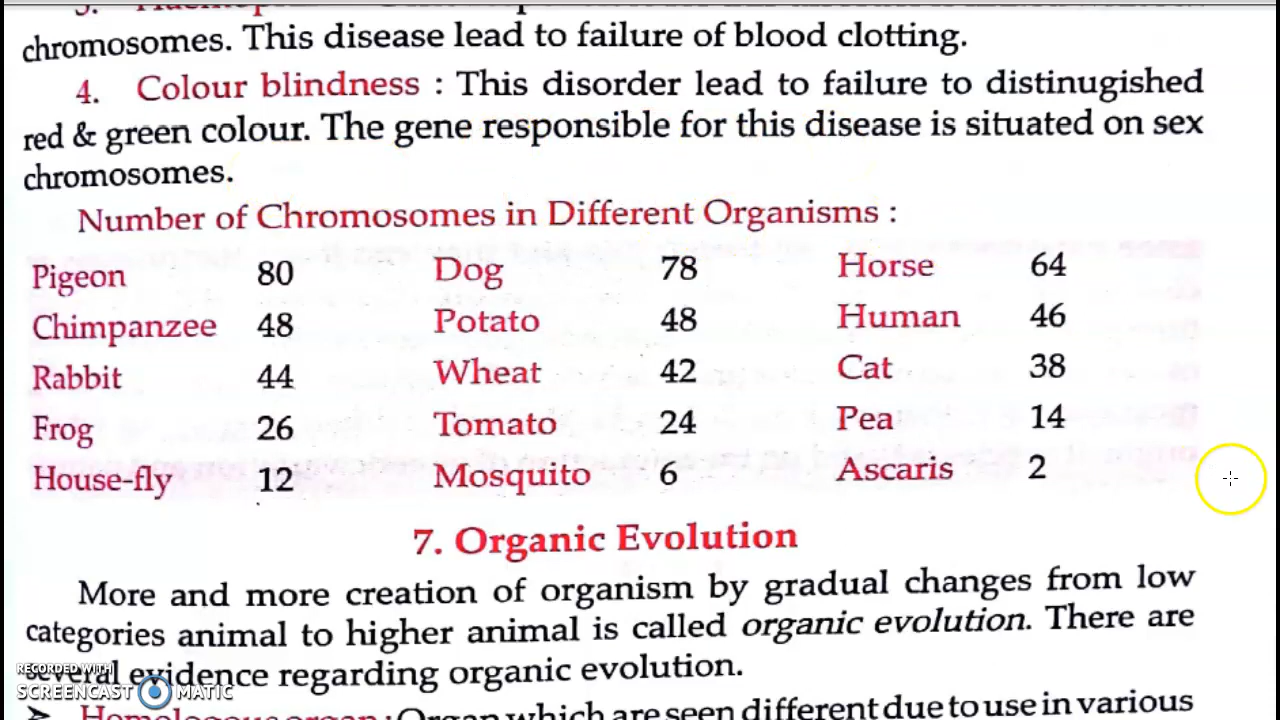 chromosomes. This disease lead to failure of blood clotting.
4. Colour blindness : This disorder lead to failure to distinugished
red & green colour. The gene responsible for this disease is situated on sex
chromosomes.
Number of Chromosomes in Different Organisms :
Pigeon 80 Dog 78 Horse 64
Chimpanzee 48 Potato 48 Human 46
Rabbit 44 Wheat 42 Cat 38
Frog 26 Tomato 24 Pea 14
House-fly 12 Mosquito 6 Ascaris 2
7. Organic Evolution
More and more creation of organism by gradual changes from low
categories animal to higher animal is called organic evolution. There are
several evidence regarding organic evolution.
RECORDED WITH
SCREENCAST MATIC
➤ Homologous organ : Organ which are seen different due to use in various